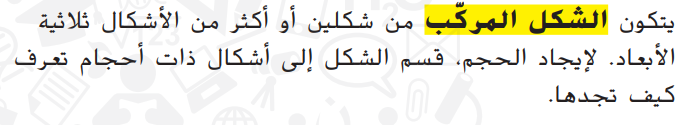 يتكون الشكل المركّب من شكلين أو أكثر من الأشكال ثلاثية
الأبعاد. لإيجاد الحجم، قسم الشكل إلى أشكال ذات أحجام تعرف
كيف تجدها.